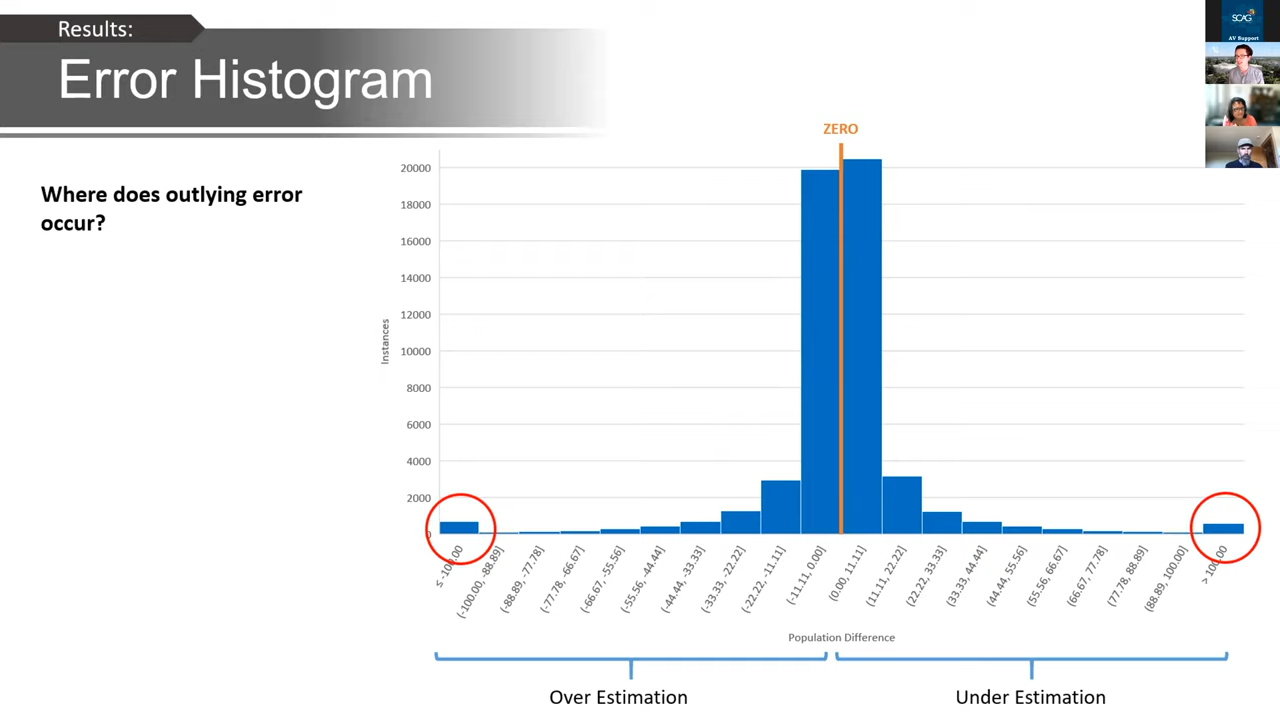 Results:
Error Histogram
SCAG
AV Support
Where does outlying error
occur?
ZERO
20000
18000
16000
14000
12000
10000
8000
6000
4000
2000
0
Instances
≤ -100.00
(-100.00, -88.89]
(-88.89, -77.78]
(-77.78, -66.67]
(-66.67, -55.56]
(-55.56, -44.44]
(-44.44, -33.33]
(-33.33, -22.22]
(-22.22, -11.11]
(-11.11, 0.00]
(0.00, 11.11]
(11.11, 22.22]
(22.22, 33.33]
(33.33, 44.44]
(44.44, 55.56]
(55.56, 66.67]
(66.67, 77.78]
(77.78, 88.89]
(88.89, 100.00]
> 100.00
Population Difference
Over Estimation
Under Estimation